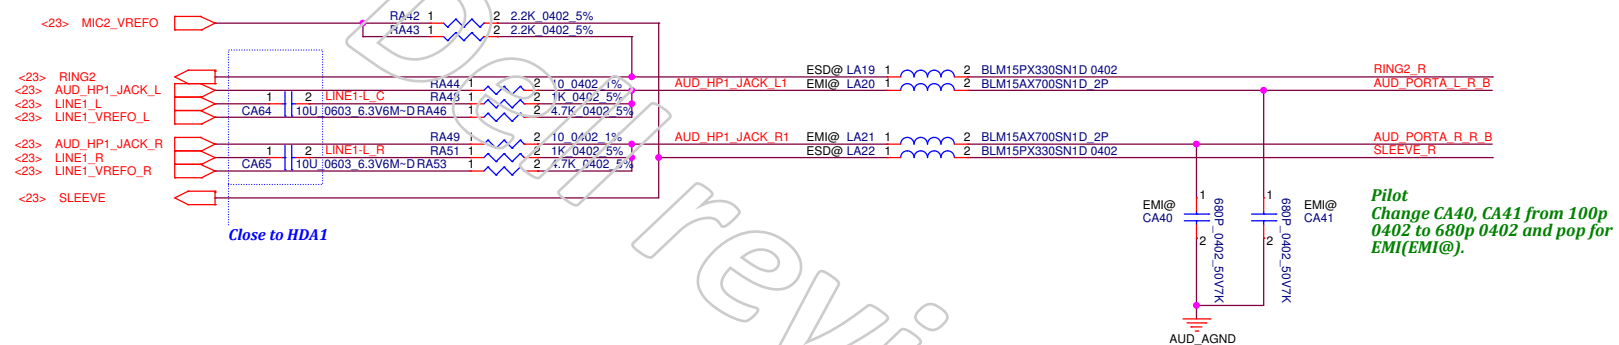 <23> MIC2_VREFO
RA42 1 2 2.2K_0402_5%
RA43 1 2 2.2K_0402_5%
<23> RING2
ESD@ LA19 1 2 BLM15PX330SN1D 0402 RING2_R
<23> AUD_HP1_JACK_L
RA44 1 2 10_0402_1% AUD_HP1_JACK_L1 EMI@ LA20 1 2 BLM15AX700SN1D_2P AUD_PORTA_L_R_B
<23> LINE1_L 1 2 LINE1-L_C 1 2 1K_0402_5%
<23> LINE1_VREFO_L
CA64 10U_0603_6.3V6M~D RA46 1 2 4.7K_0402_5%
<23> AUD_HP1_JACK_R
RA49 1 2 10_0402_1% AUD_HP1_JACK_R1 EMI@ LA21 1 2 BLM15AX700SN1D_2P AUD_PORTA_R_R_B
<23> LINE1_R 1 2 LINE1-L_R RA51 1 2 1K_0402_5%
ESD@ LA22 1 2 BLM15PX330SN1D 0402 SLEEVE_R
<23> LINE1_VREFO_R
CA65 10U_0603_6.3V6M~D RA53 1 2 4.7K_0402_5%
<23> SLEEVE
Close to HDA1
EMI@
CA40
1
2
680P_0402_50V7K
1
2
680P_0402_50V7K
EMI@
CA41
AUD_AGND
Pilot
Change CA40, CA41 from 100p
0402 to 680p 0402 and pop for
EMI(EMI@).
Dell revi